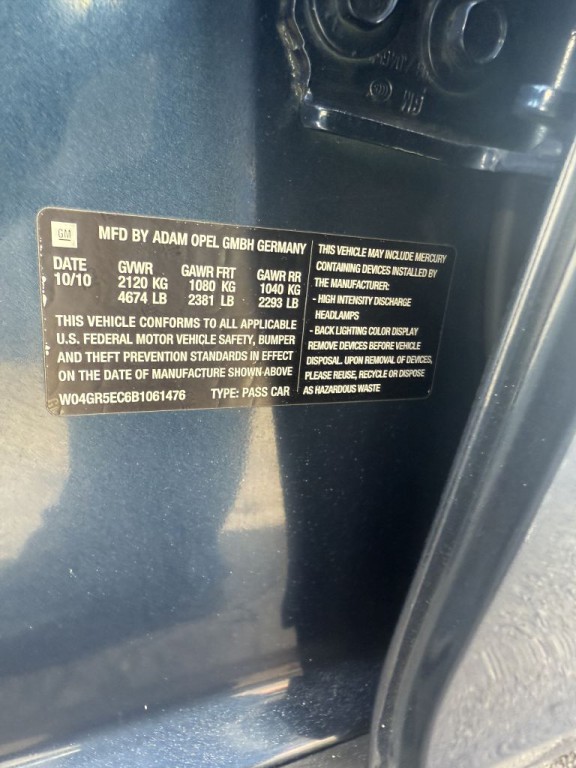 GM
MFD BY ADAM OPEL GMBH GERMANY
DATE GVWR GAWR FRT GAWR RR
10/10 2120 KG 1080 KG 1040 KG
4674 LB 2381 LB 2293 LB
THIS VEHICLE CONFORMS TO ALL APPLICABLE
U.S. FEDERAL MOTOR VEHICLE SAFETY, BUMPER
AND THEFT PREVENTION STANDARDS IN EFFECT
ON THE DATE OF MANUFACTURE SHOWN ABOVE
W04GR5EC6B1061476 TYPE: PASS CAR
THIS VEHICLE MAY INCLUDE MERCURY
CONTAINING DEVICES INSTALLED BY
THE MANUFACTURER:
- HIGH INTENSITY DISCHARGE
HEADLAMPS
- BACK LIGHTING COLOR DISPLAY
REMOVE DEVICES BEFORE VEHICLE
DISPOSAL. UPON REMOVAL OF DEVICES,
PLEASE REUSE, RECYCLE OR DISPOSE
AS HAZARDOUS WASTE